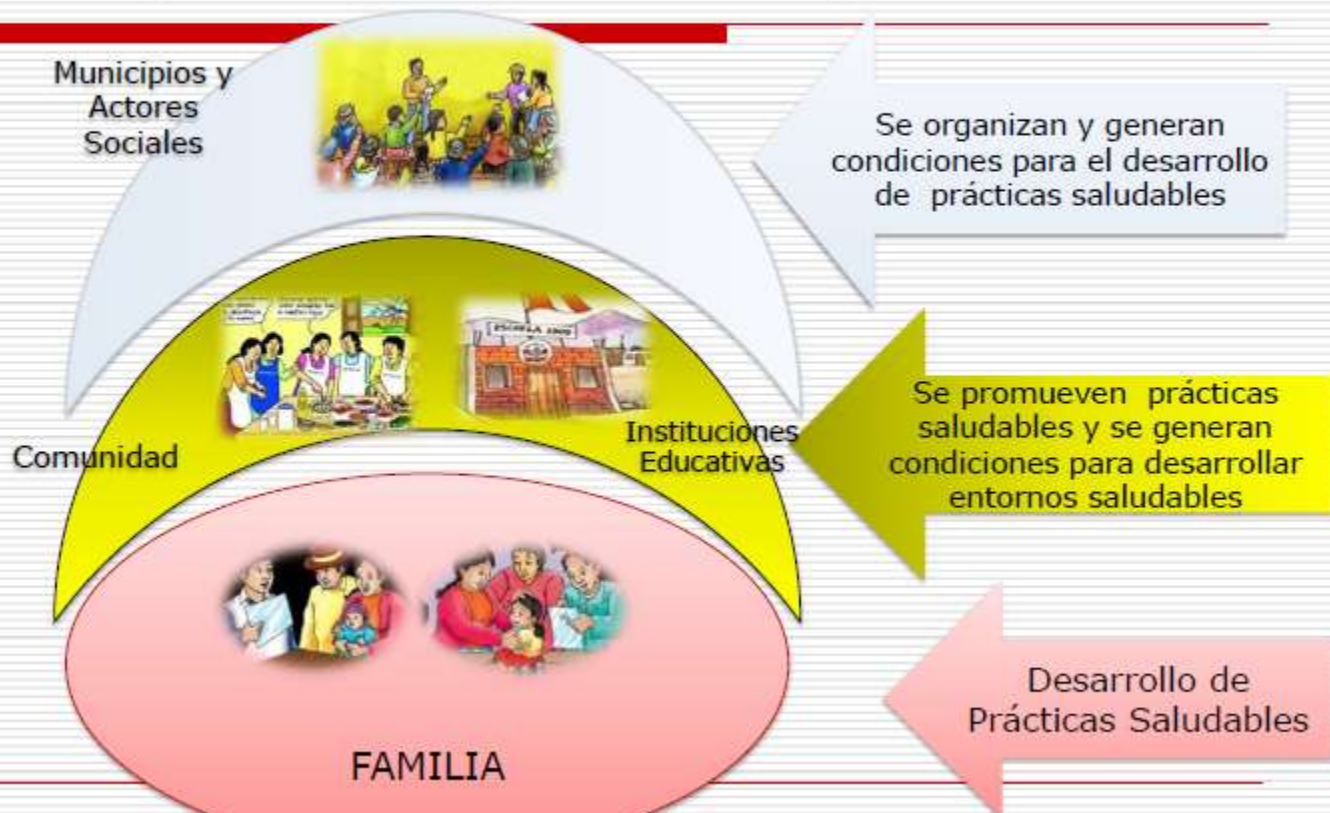 Municipios y
Actores
Sociales
Se organizan y generan
condiciones para el desarrollo
de prácticas saludables
ESCUELA
Comunidad
Instituciones
Educativas
Se promueven prácticas
saludables y se generan
condiciones para desarrollar
entornos saludables
Desarrollo de
Prácticas Saludables
FAMILIA